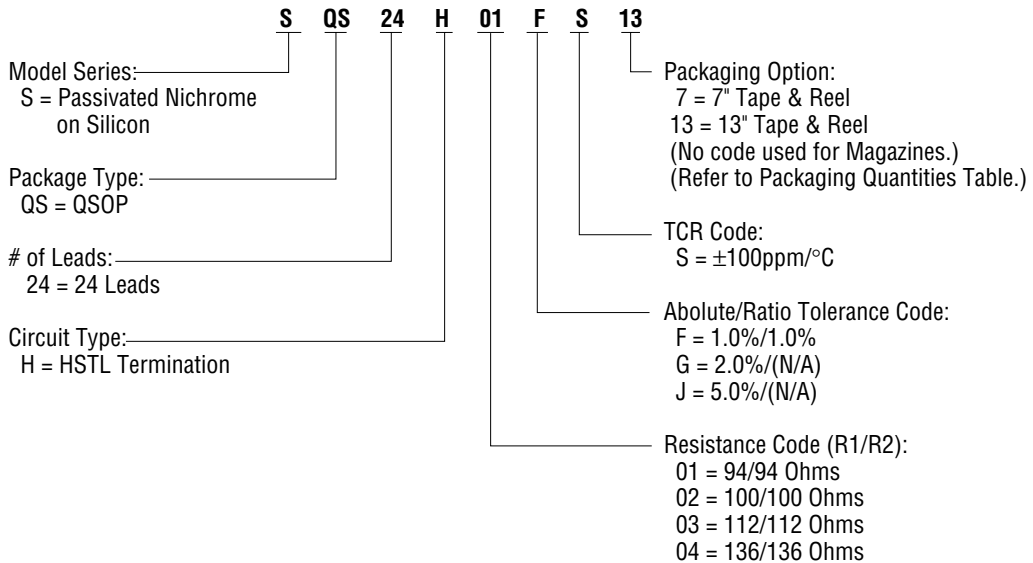 S QS 24 H 01 F S 13
Model Series:
S = Passivated Nichrome
on Silicon
Package Type:
QS = QSOP
# of Leads:
24 = 24 Leads
Circuit Type:
H = HSTL Termination
Packaging Option:
7 = 7" Tape & Reel
13 = 13" Tape & Reel
(No code used for Magazines.)
(Refer to Packaging Quantities Table.)
TCR Code:
S = ±100ppm/°C
Abolute/Ratio Tolerance Code:
F = 1.0%/1.0%
G = 2.0%/(N/A)
J = 5.0%/(N/A)
Resistance Code (R1/R2):
01 = 94/94 Ohms
02 = 100/100 Ohms
03 = 112/112 Ohms
04 = 136/136 Ohms